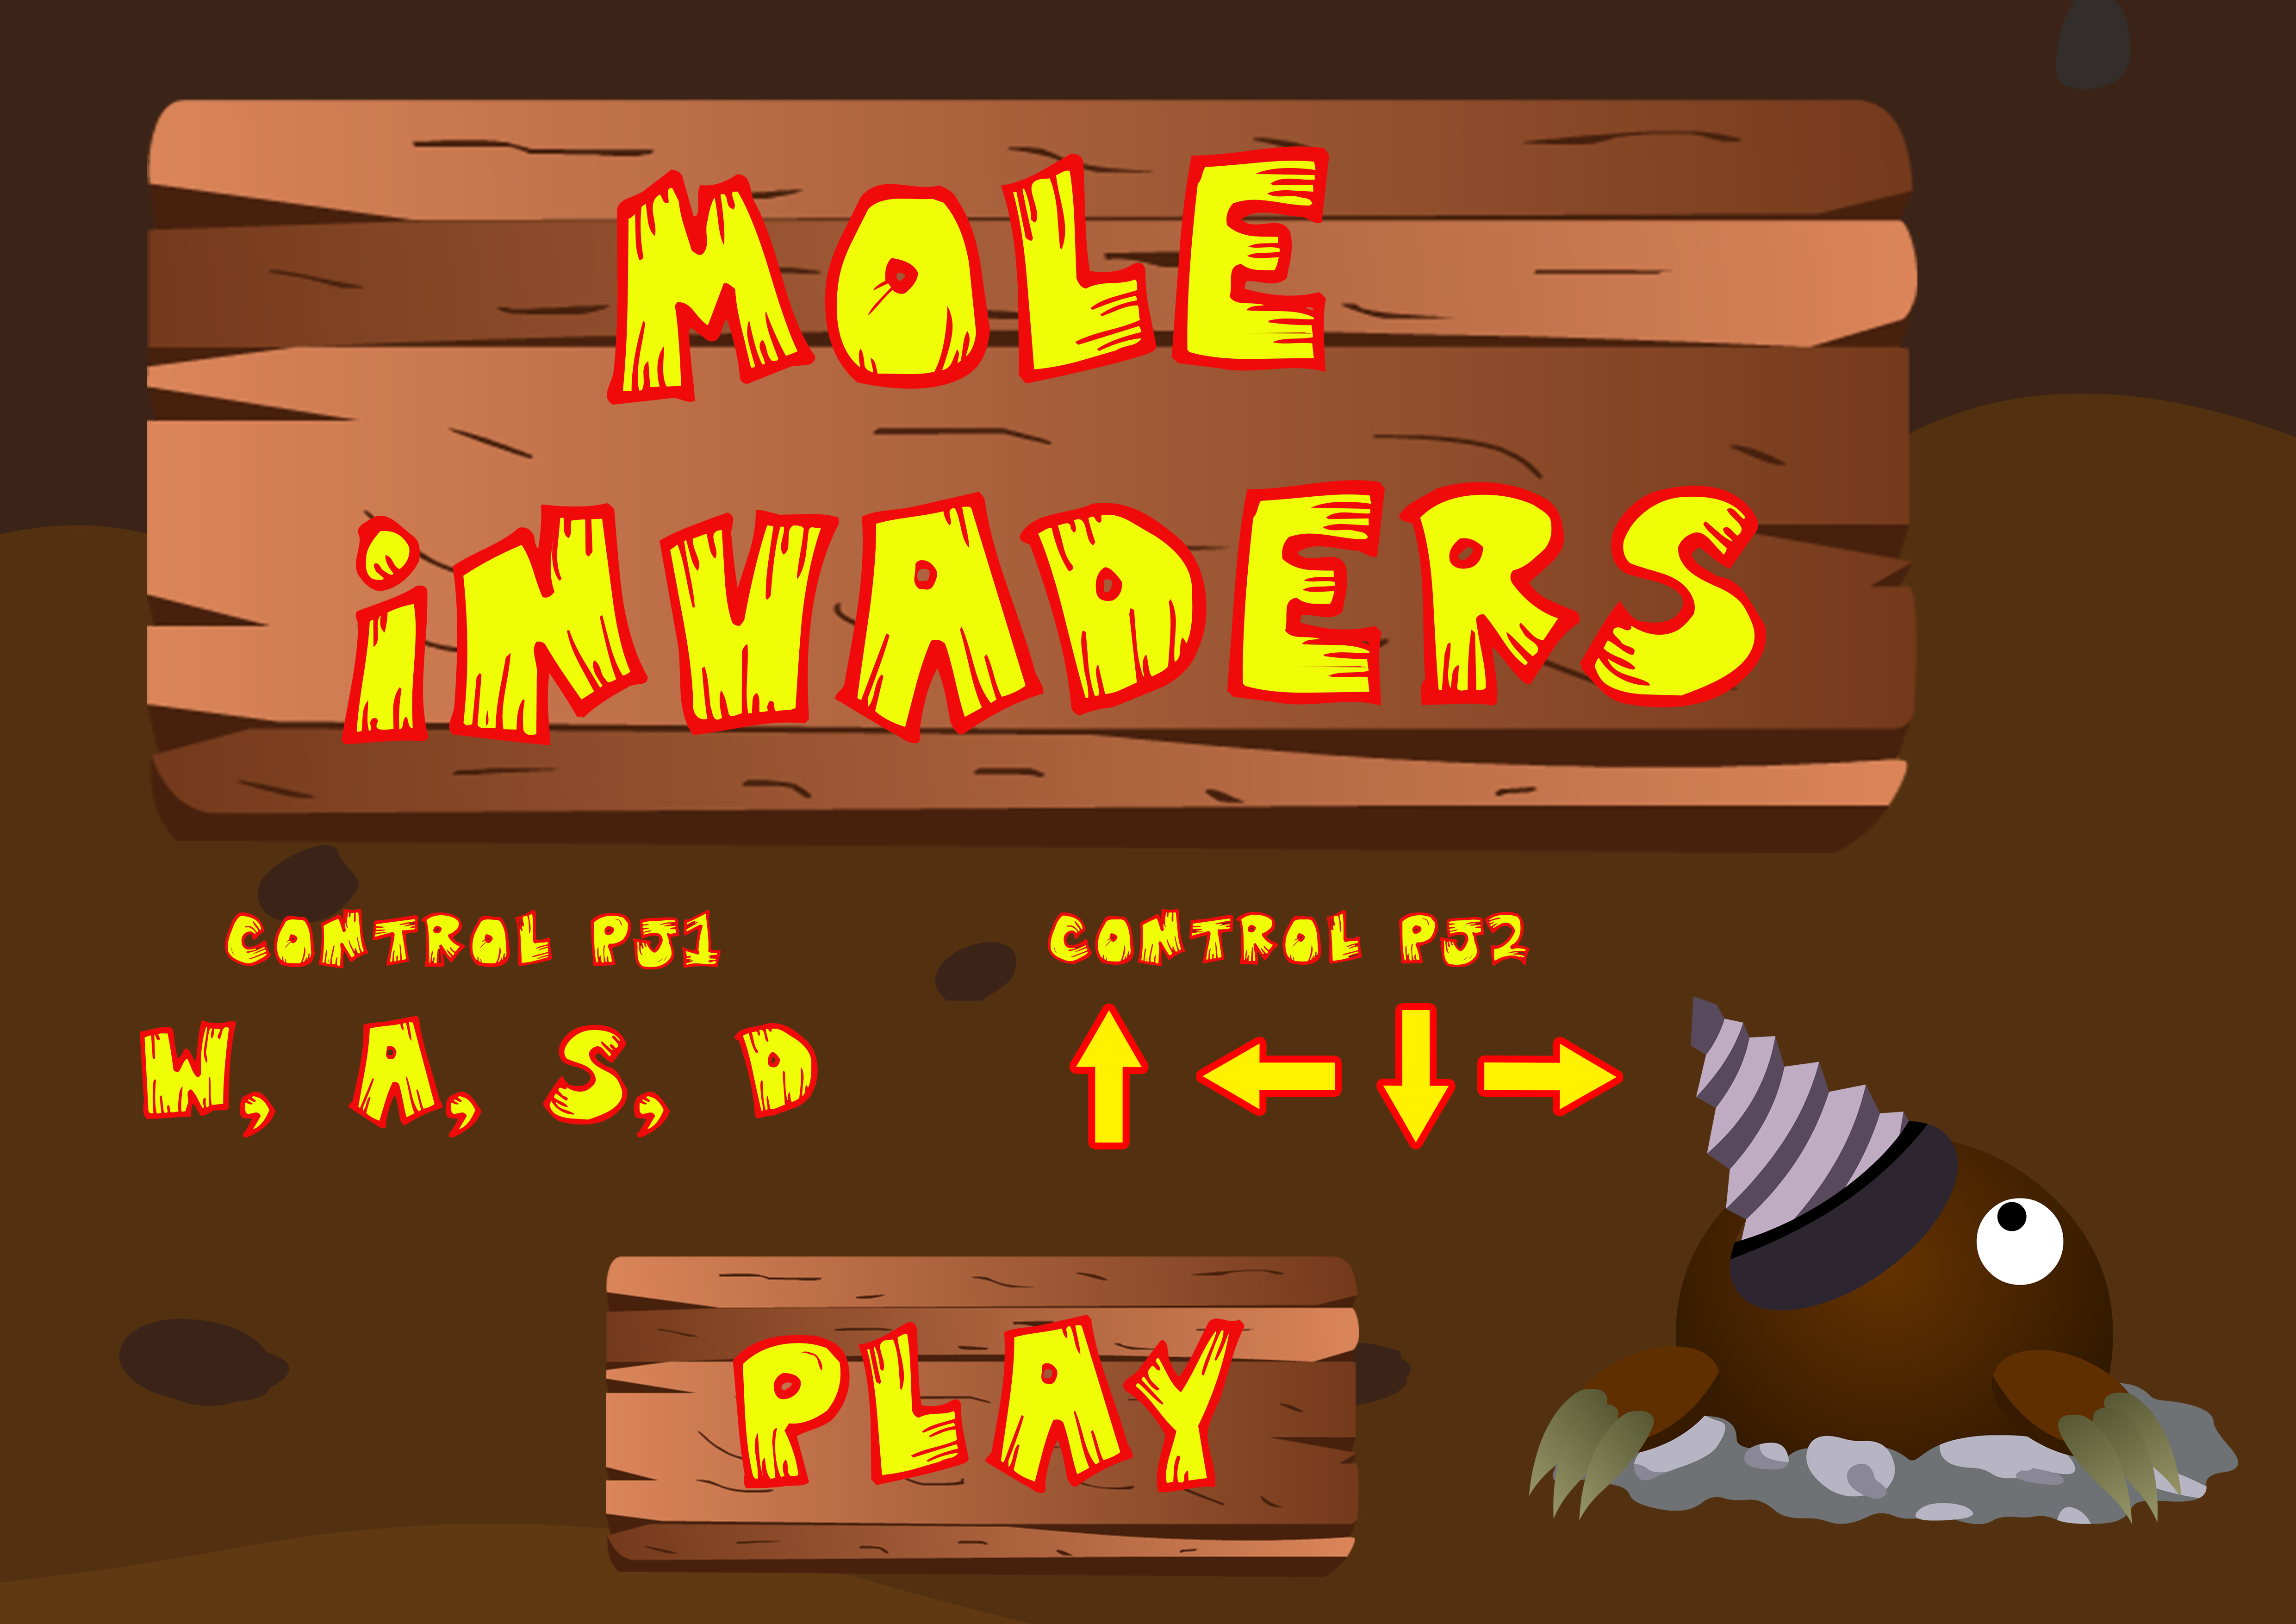 MOLE
iNVADERS
CONTROL PJ1
CONTROL PJ2
W, A, S, D
PLAY